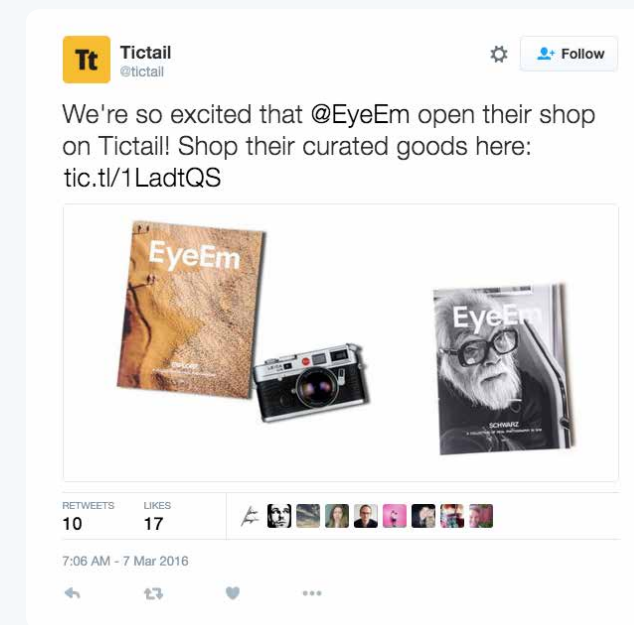 Tt
Tictail
@tictail
Follow
We're so excited that @EyeEm open their shop
on Tictail! Shop their curated goods here:
tic.tl/1LadtQS
EyeEm
EyeEm
SCHWARZ
RETWEETS LIKES
10 17
7:06 AM - 7 Mar 2016